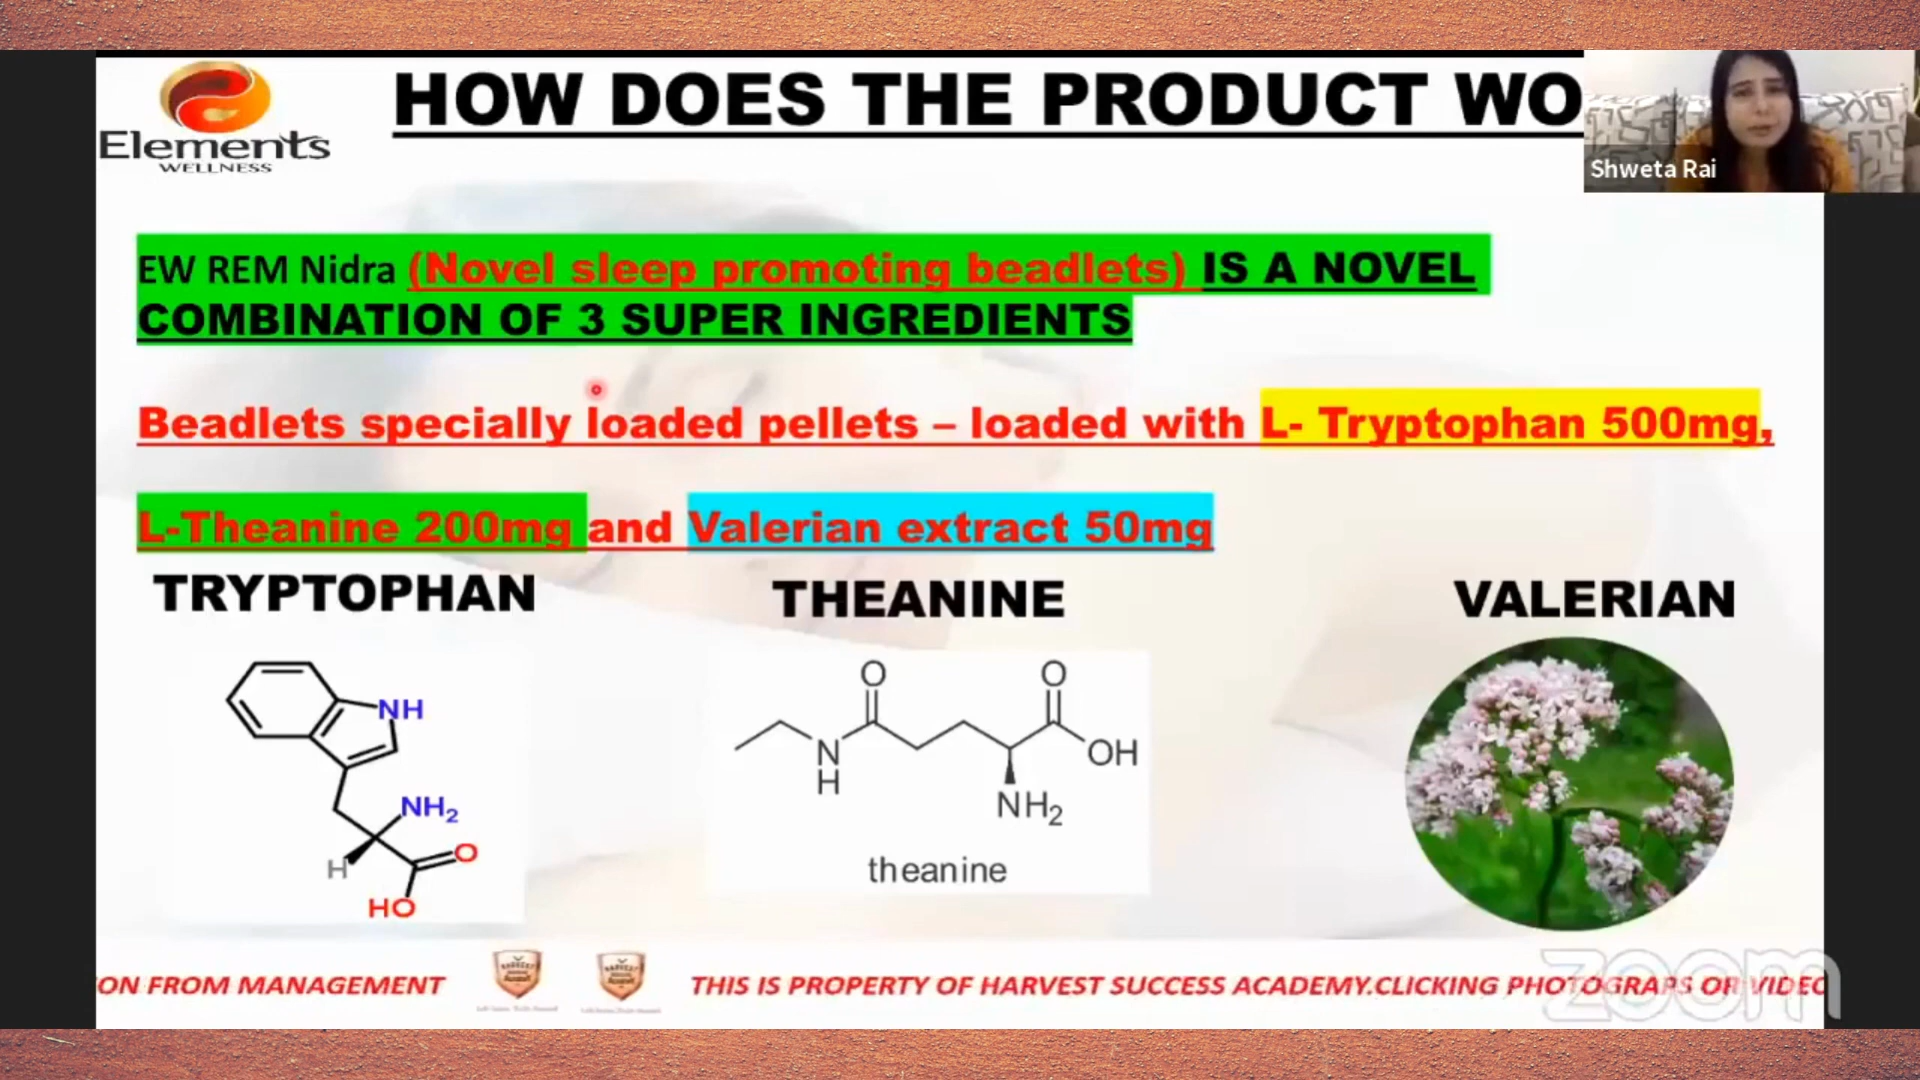 Elements
WELLNESS
HOW DOES THE PRODUCT WO
Shweta Rai
EW REM Nidra (Novel sleep promoting beadlets) IS A NOVEL
COMBINATION OF 3 SUPER INGREDIENTS
Beadlets specially loaded pellets – loaded with L- Tryptophan 500mg,
L-Theanine 200mg and Valerian extract 50mg
TRYPTOPHAN
THEANINE
VALERIAN
NH
NH2
H
O
HO
O
O
N
H
OH
NH2
theanine
ON FROM MANAGEMENT
THIS IS PROPERTY OF HARVEST SUCCESS ACADEMY.CLICKING PHOTOGRAPS OR VIDEO
zoom